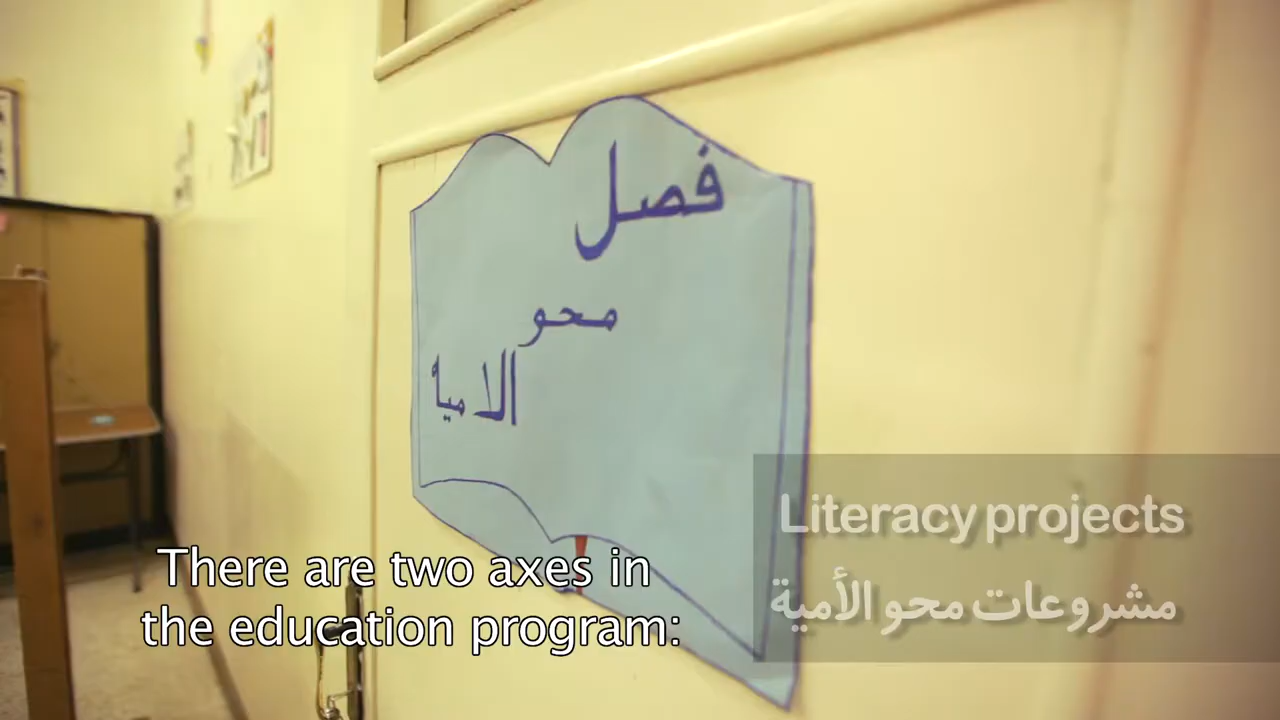 فصل
محو
الاميه
Literacy projects
مشروعات محو الأمية
There are two axes in
the education program: